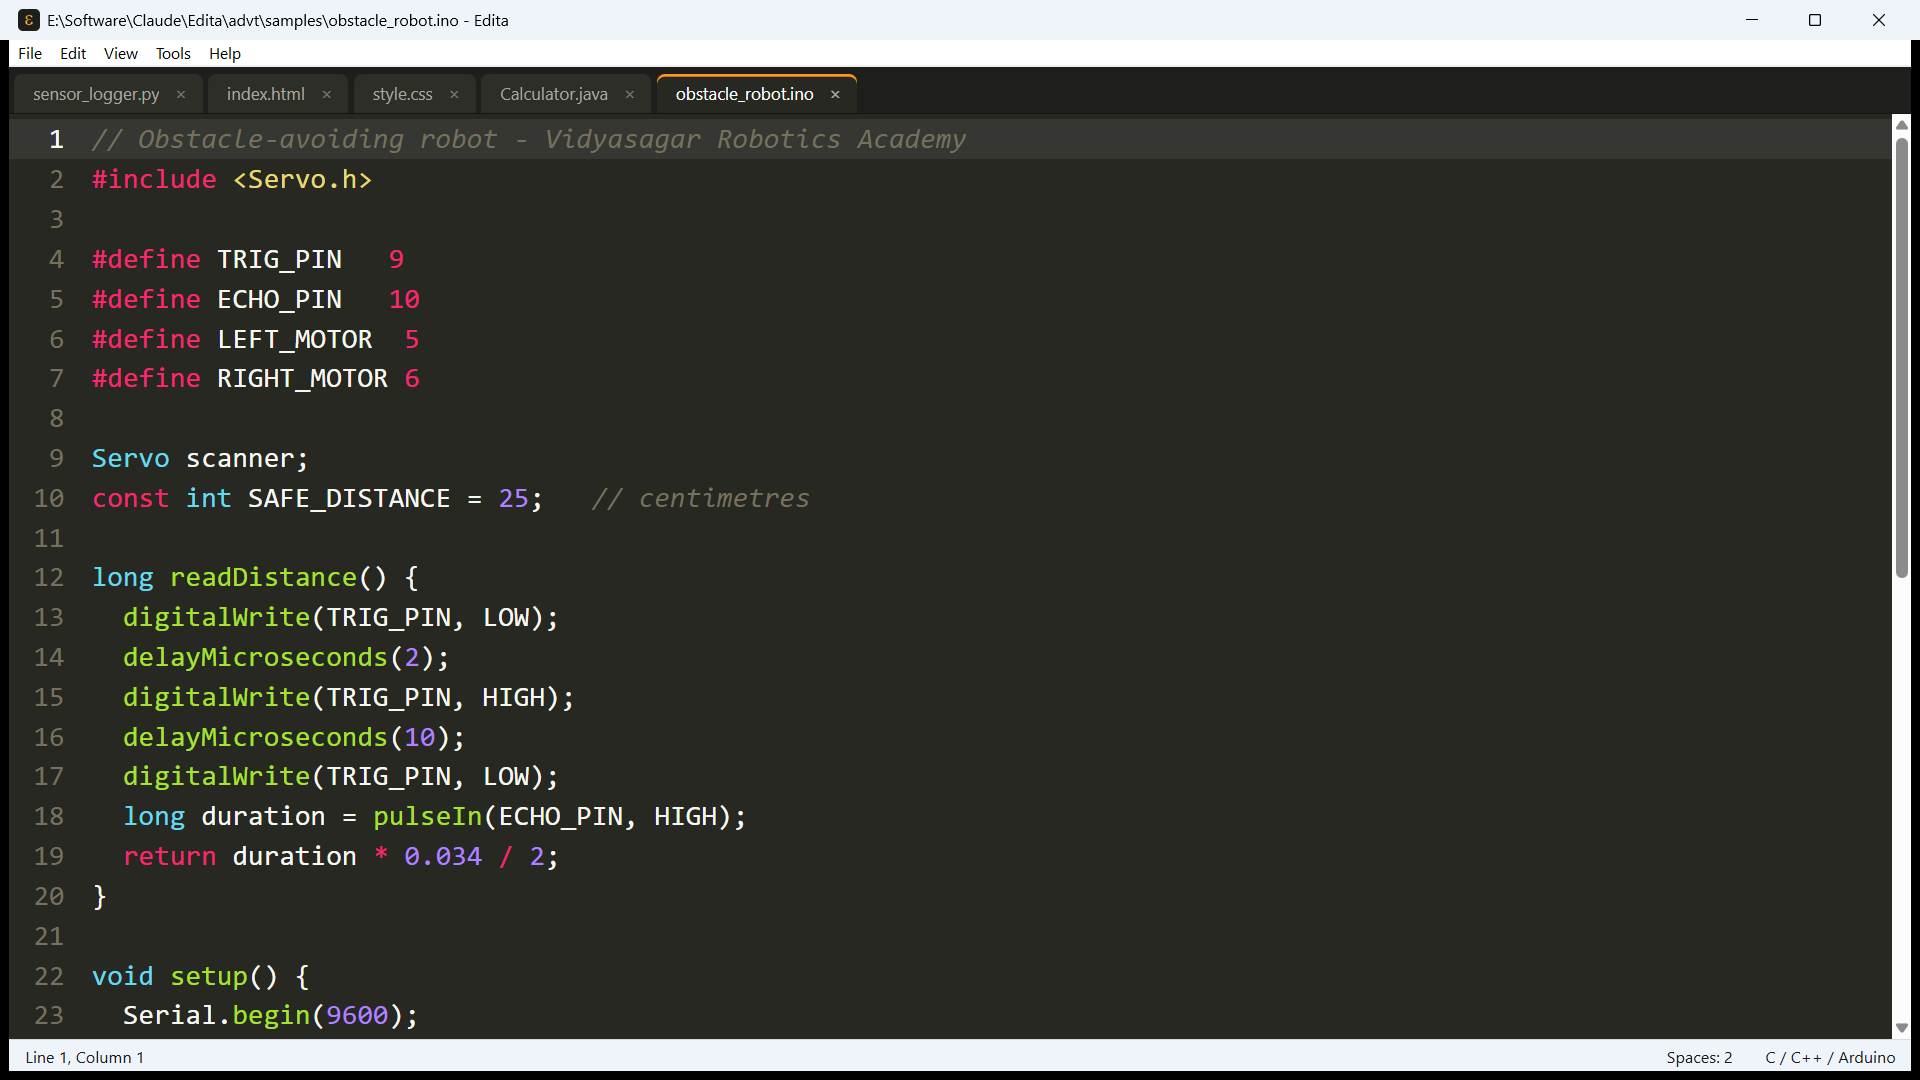 ε E:\Software\Claude\Edita\advt\samples\obstacle_robot.ino - Edita
File Edit View Tools Help
sensor_logger.py × index.html × style.css × Calculator.java × obstacle_robot.ino ×
1 // Obstacle-avoiding robot - Vidyasagar Robotics Academy
2 #include <Servo.h>
3
4 #define TRIG_PIN   9
5 #define ECHO_PIN   10
6 #define LEFT_MOTOR  5
7 #define RIGHT_MOTOR 6
8
9 Servo scanner;
10 const int SAFE_DISTANCE = 25;   // centimetres
11
12 long readDistance() {
13   digitalWrite(TRIG_PIN, LOW);
14   delayMicroseconds(2);
15   digitalWrite(TRIG_PIN, HIGH);
16   delayMicroseconds(10);
17   digitalWrite(TRIG_PIN, LOW);
18   long duration = pulseIn(ECHO_PIN, HIGH);
19   return duration * 0.034 / 2;
20 }
21
22 void setup() {
23   Serial.begin(9600);
Line 1, Column 1 Spaces: 2 C / C++ / Arduino